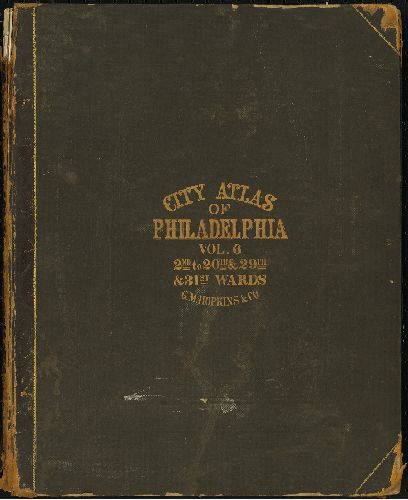 CITY ATLAS
OF
PHILADELPHIA
VOL. 6
2ND to 20TH & 29TH
& 31ST WARDS
G.M. HOPKINS & CO